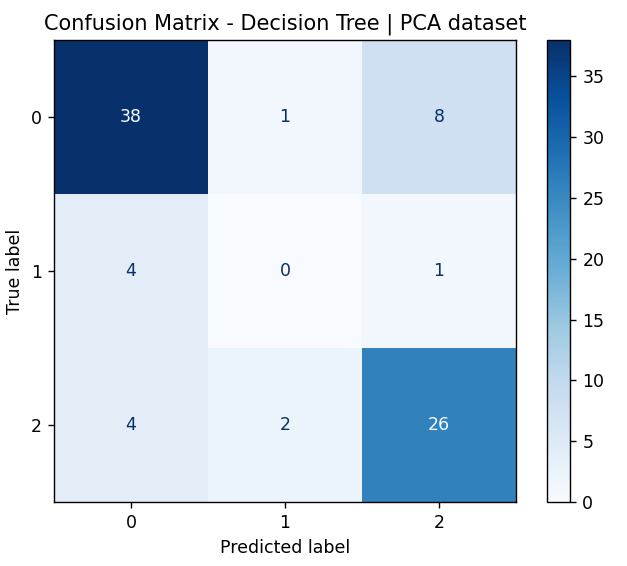 Confusion Matrix - Decision Tree | PCA dataset
True label
0 38 1 8
1 4 0 1
2 4 2 26
0 1 2
Predicted label
35
30
25
20
15
10
5
0